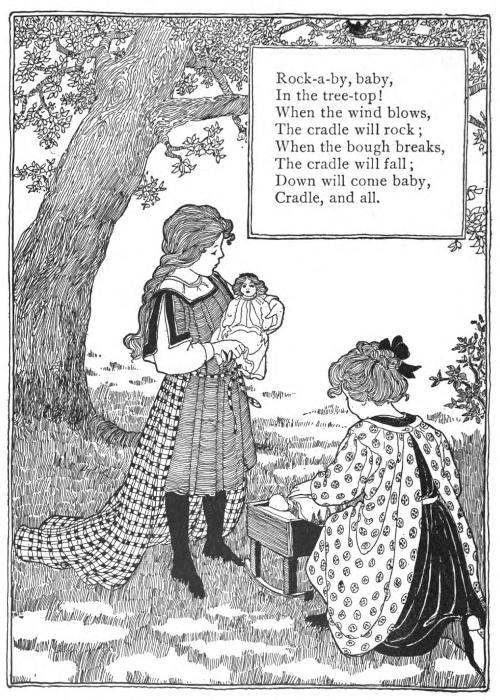 Rock-a-by, baby,
In the tree-top!
When the wind blows,
The cradle will rock;
When the bough breaks,
The cradle will fall;
Down will come baby,
Cradle, and all.